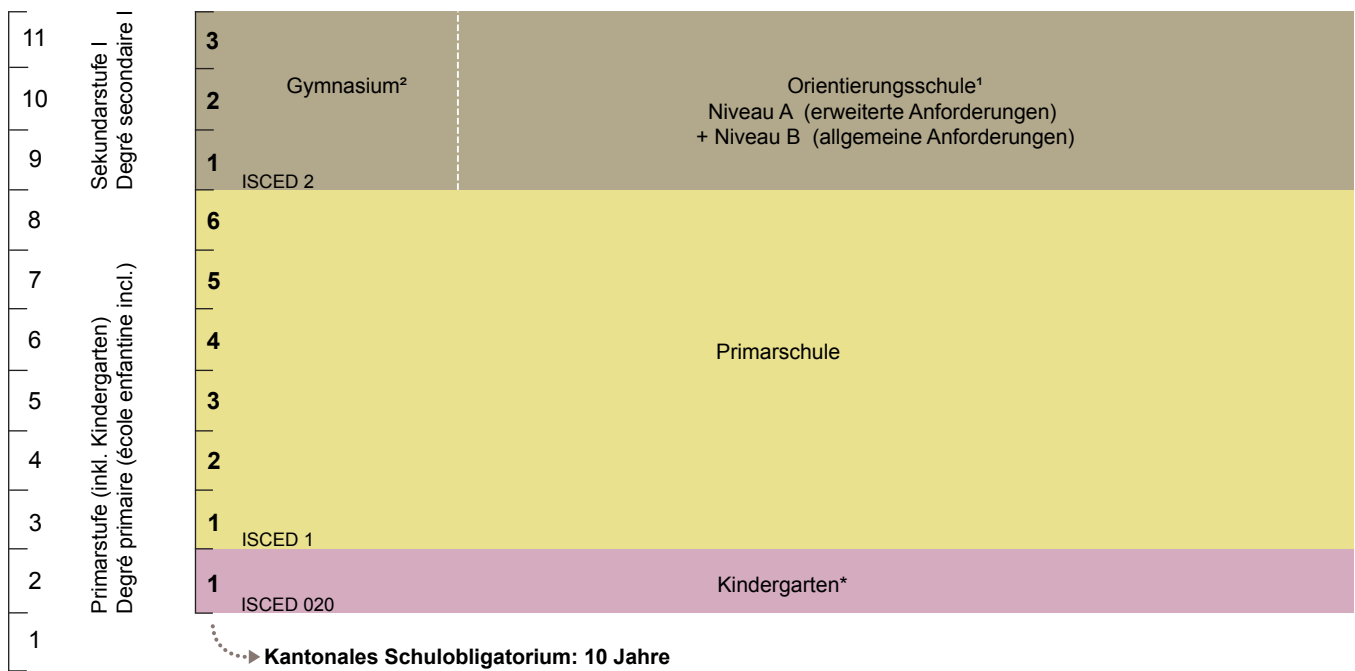 11
10
9
8
7
6
5
4
3
2
1
Sekundarstufe I
Degré secondaire I
Primarstufe (inkl. Kindergarten)
Degré primaire (école enfantine incl.)
3
2
1
6
5
4
3
2
1
1
Gymnasium²
Orientierungsschule¹
Niveau A (erweiterte Anforderungen)
+ Niveau B (allgemeine Anforderungen)
ISCED 2
Primarschule
ISCED 1
Kindergarten*
ISCED 020
Kantonales Schulobligatorium: 10 Jahre